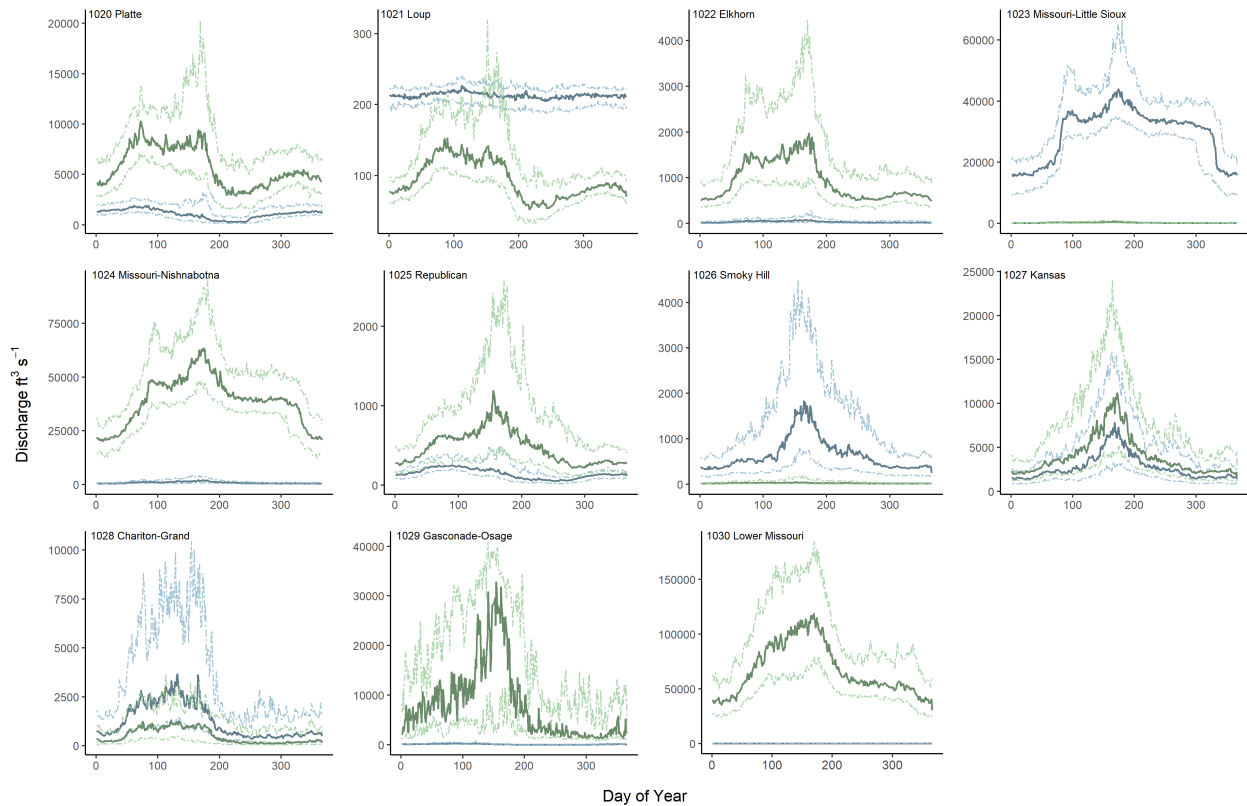 1020 Platte
20000
15000
10000
5000
0
0 100 200 300
1021 Loup
300
200
100
0 100 200 300
1022 Elkhorn
4000
3000
2000
1000
0
0 100 200 300
1023 Missouri-Little Sioux
60000
40000
20000
0
0 100 200 300
1024 Missouri-Nishnabotna
75000
50000
25000
0
0 100 200 300
1025 Republican
2000
1000
0
0 100 200 300
1026 Smoky Hill
4000
3000
2000
1000
0
0 100 200 300
1027 Kansas
25000
20000
15000
10000
5000
0
0 100 200 300
1028 Chariton-Grand
10000
7500
5000
2500
0
0 100 200 300
1029 Gasconade-Osage
40000
30000
20000
10000
0
0 100 200 300
1030 Lower Missouri
150000
100000
50000
0
0 100 200 300
Discharge ft³ s⁻¹
Day of Year